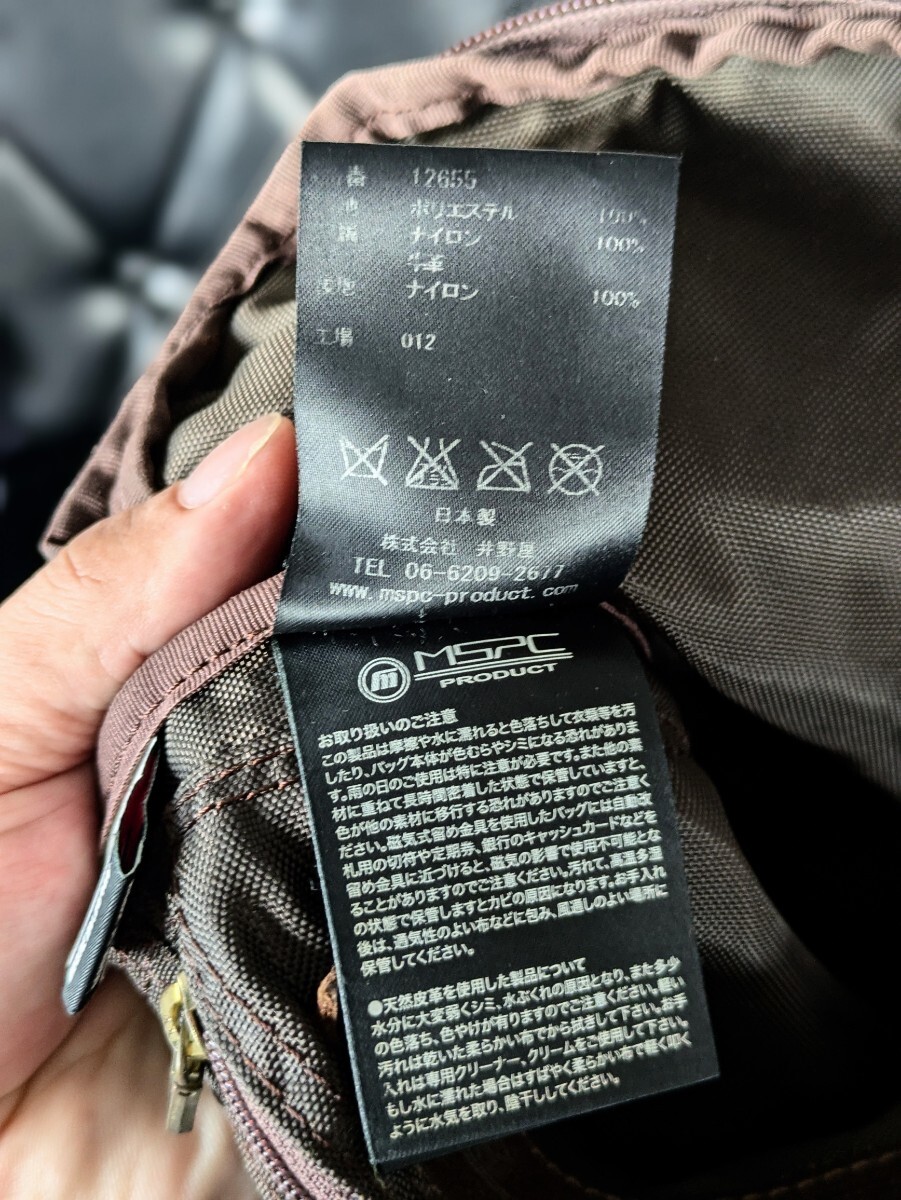 番 12655
ポリエステル 100%
ナイロン 100%
牛革
ナイロン 100%
工場 012
エンソ
ドライ
日本製
株式会社 井野屋
TEL 06-6209-2677
www.mspc-product.com
m MSPC
PRODUCT
お取り扱いのご注意
この製品は摩擦や水に濡れると色落ちして衣類等を汚
したり、バッグ本体が色むらやシミになる恐れがありま
す。雨の日のご使用は特に注意が必要です。また他の素
材に重ねて長時間密着した状態で保管していますと、
色が他の素材に移行する恐れがありますのでご注意く
ださい。磁気式留め金具を使用したバッグには自動改
札用の切符や定期券、銀行のキャッシュカードなどを
留め金具に近づけると、磁気の影響で使用不可能とな
ることがありますのでご注意ください。汚れて、高温多湿
の状態で保管しますとカビの原因になります。お手入れ
後は、通気性のよい布などに包み、風通しのよい場所に
保管してください。
●天然皮革を使用した製品について
水分に大変弱くシミ、水ぶくれの原因となり、また多少
の色落ち、色やけが有りますのでご注意ください。軽い
汚れは乾いた柔らかい布でから拭きして下さい。お手
入れは専用クリーナー、クリームをご使用して下さい。
もし水に濡れた場合はすばやく柔らかい布で軽く叩く
ように水気を取り、陰干ししてください。